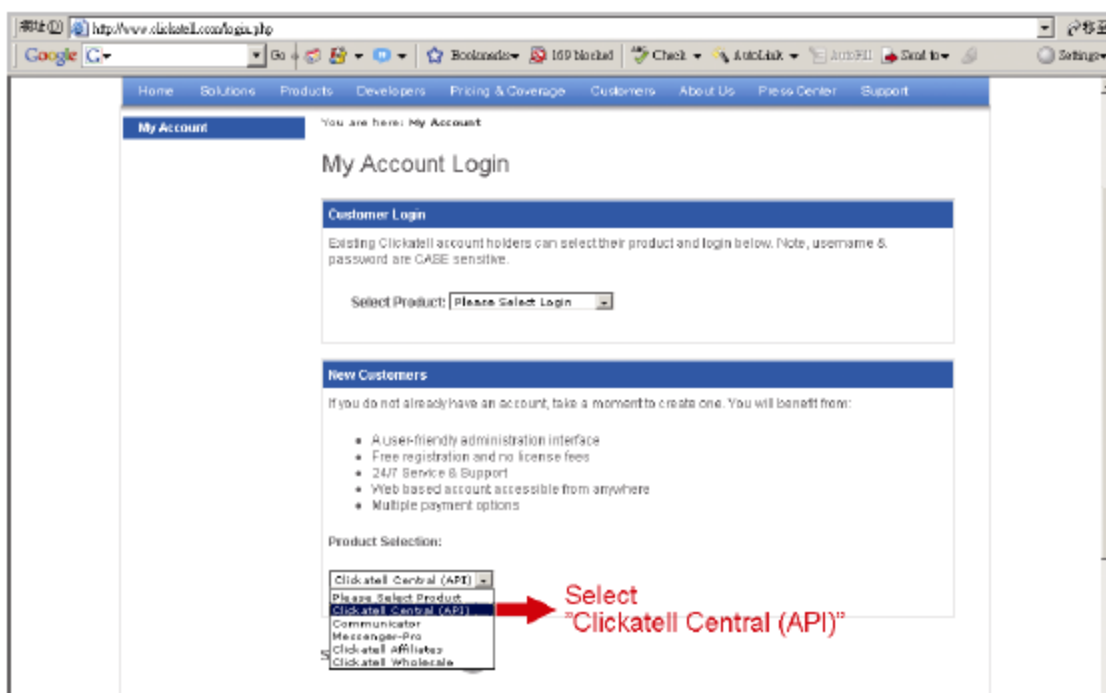 網址(D) http://www.clickatell.com/login.php 移至
Google Go Bookmarks 169 blocked Check AutoLink AutoFill Send to Settings
Home Solutions Products Developers Pricing & Coverage Customers About Us Press Center Support
My Account
You are here: My Account
My Account Login
Customer Login
Existing Clickatell account holders can select their product and login below. Note, username &
password are CASE sensitive.
Select Product: Please Select Login
New Customers
If you do not already have an account, take a moment to create one. You will benefit from:
• A user-friendly administration interface
• Free registration and no license fees
• 24/7 Service & Support
• Web based account accessible from anywhere
• Multiple payment options
Product Selection:
Clickatell Central (API)
Please Select Product
Clickatell Central (API)
Communicator
Messenger-Pro
Clickatell Affiliates
Clickatell Wholesale
Select
"Clickatell Central (API)"